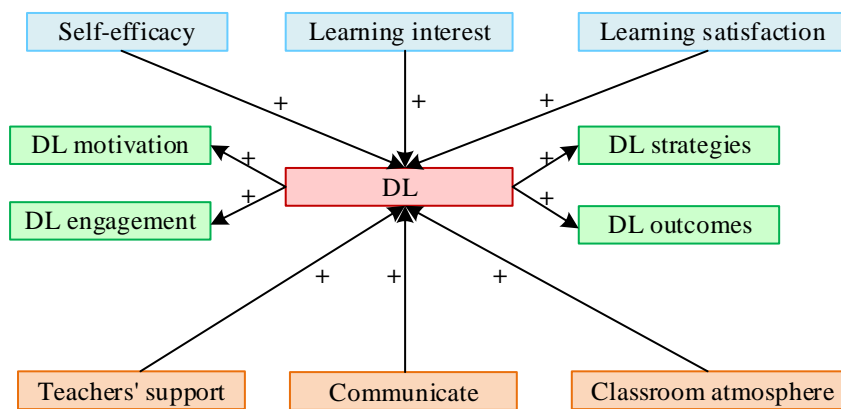 Self-efficacy
Learning interest
Learning satisfaction
+
+
+
DL motivation
+
+
DL strategies
DL
DL engagement
+
+
DL outcomes
+
+
+
Teachers' support
Communicate
Classroom atmosphere